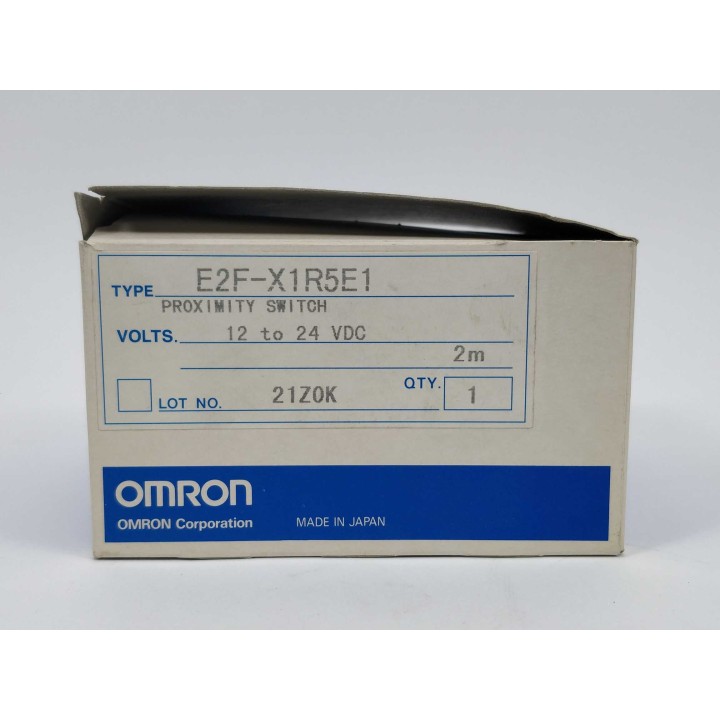 TYPE E2F-X1R5E1
PROXIMITY SWITCH
VOLTS. 12 to 24 VDC
2m
LOT NO. 21Z0K QTY. 1
OMRON
OMRON Corporation MADE IN JAPAN